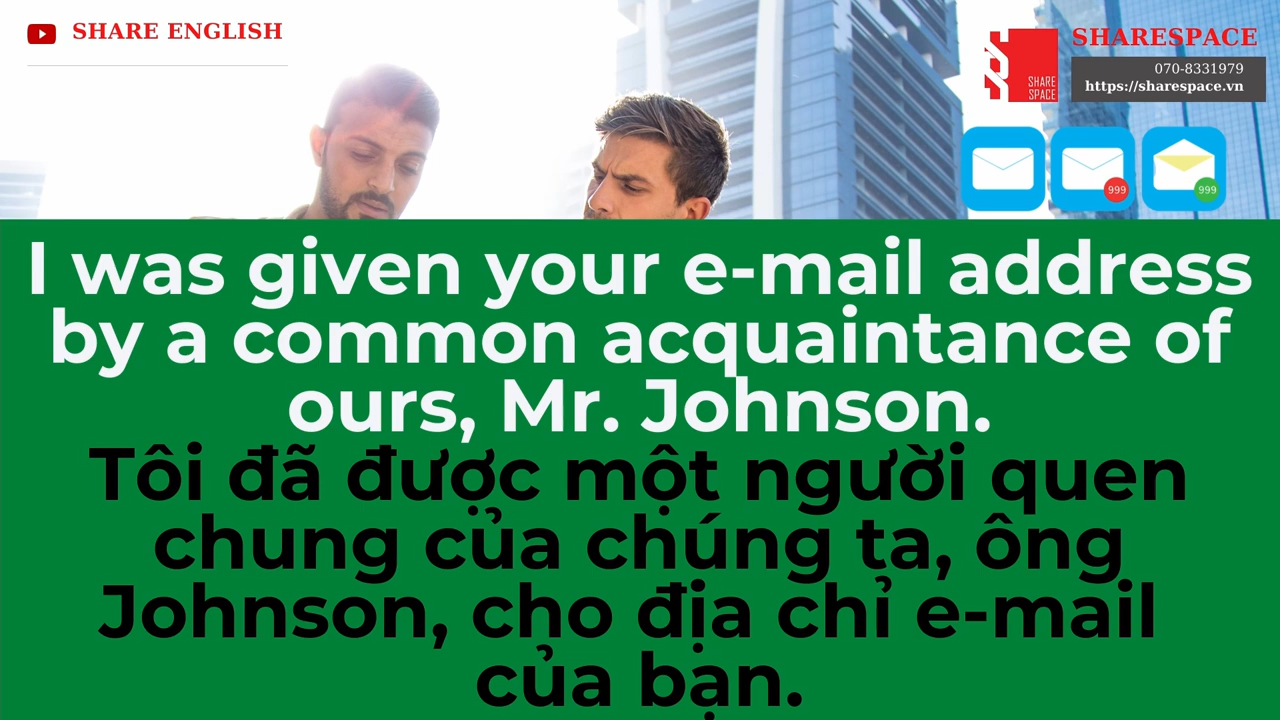 SHARE ENGLISH
SHARESPACE
070-8331979
https://sharespace.vn
SHARE
SPACE
999
999
I was given your e-mail address
by a common acquaintance of
ours, Mr. Johnson.
Tôi đã được một người quen
chung của chúng ta, ông
Johnson, cho địa chỉ e-mail
của bạn.